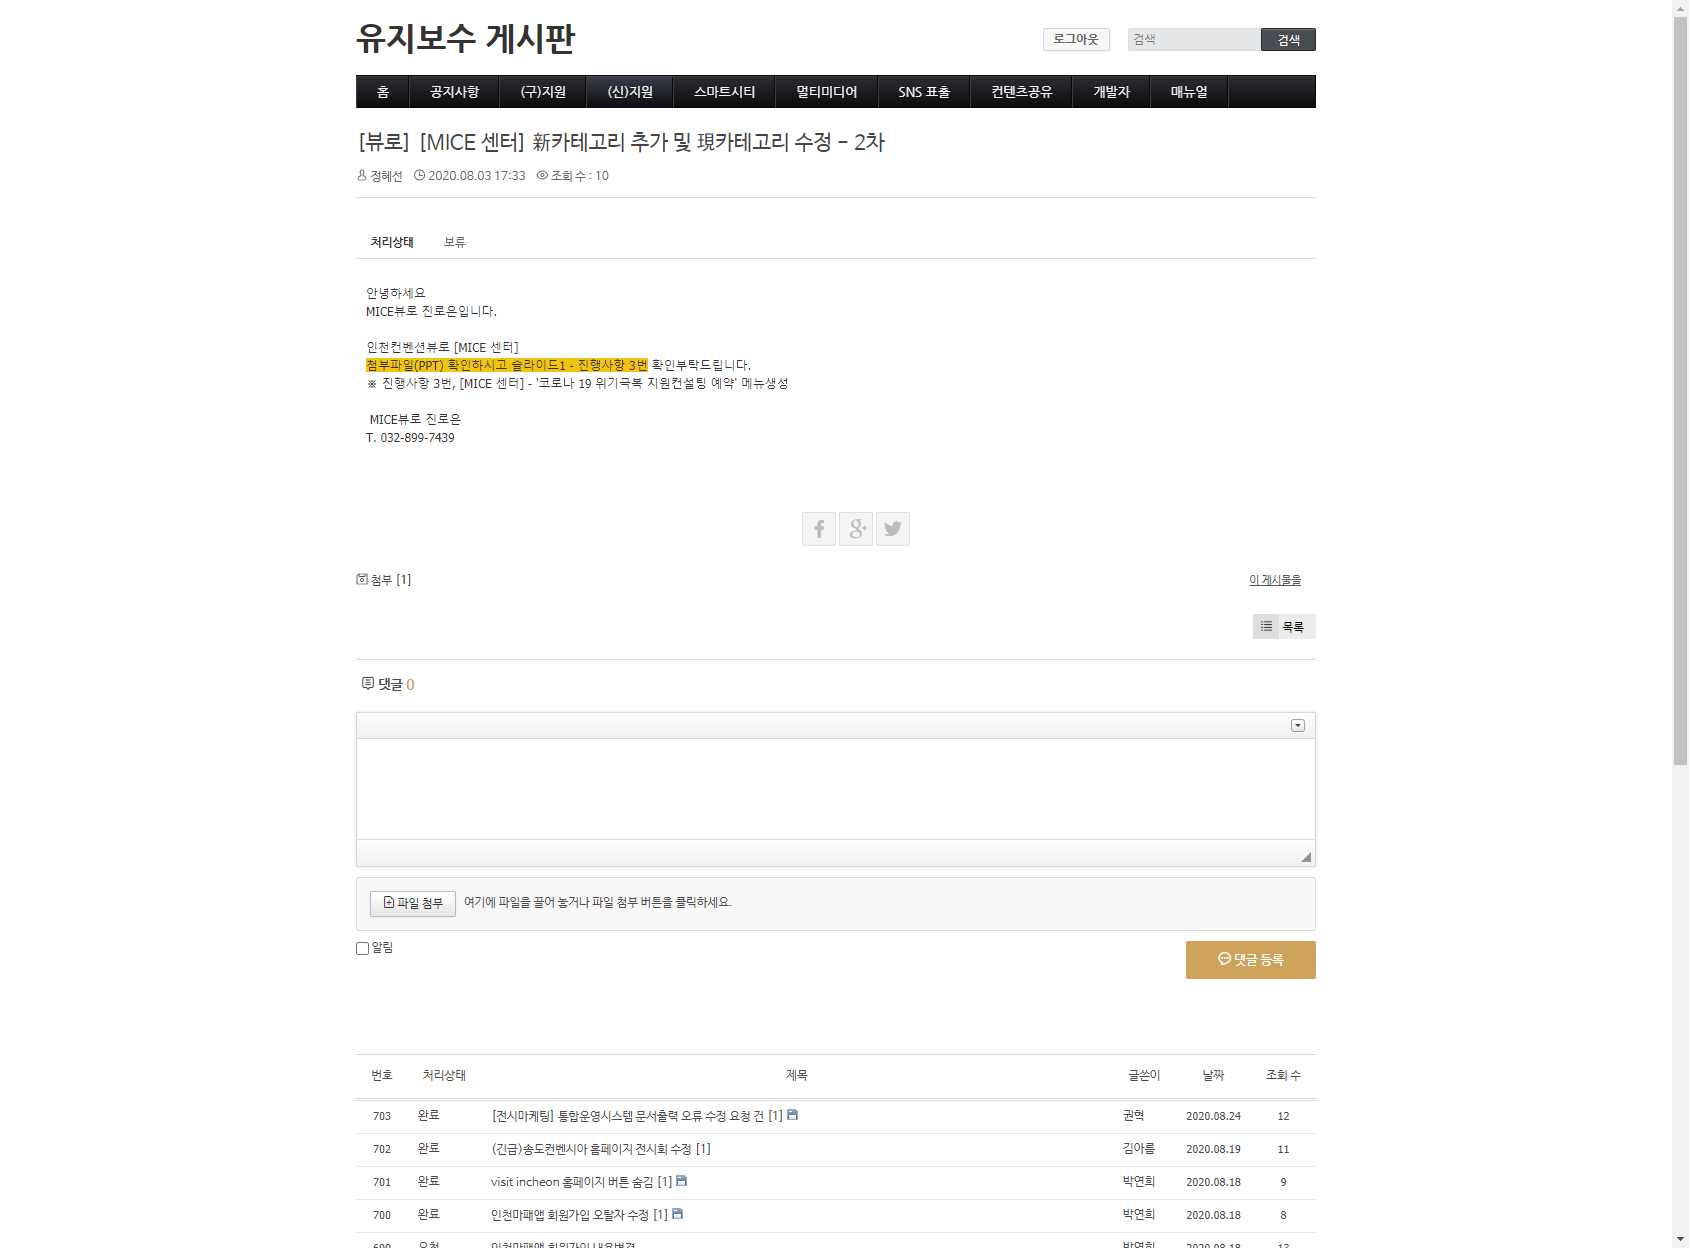 유지보수 게시판
로그아웃
검색
검색
홈 공지사항 (구)지원 (신)지원 스마트시티 멀티미디어 SNS 표출 컨텐츠공유 개발자 매뉴얼
[뷰로] [MICE 센터] 新카테고리 추가 및 現카테고리 수정 - 2차
정혜선 2020.08.03 17:33 조회 수 : 10
처리상태 보류
안녕하세요
MICE뷰로 진로은입니다.
인천컨벤션뷰로 [MICE 센터]
첨부파일(PPT) 확인하시고 슬라이드1 - 진행사항 3번 확인부탁드립니다.
※ 진행사항 3번, [MICE 센터] - '코로나 19 위기극복 지원컨설팅 예약' 메뉴생성
MICE뷰로 진로은
T. 032-899-7439
첨부 [1] 이 게시물을
목록
댓글 0
파일 첨부 여기에 파일을 끌어 놓거나 파일 첨부 버튼을 클릭하세요.
알림 댓글 등록
번호 처리상태 제목 글쓴이 날짜 조회 수
703 완료 [전시마케팅] 통합운영시스템 문서출력 오류 수정 요청 건 [1] 권혁 2020.08.24 12
702 완료 (긴급)송도컨벤시아 홈페이지 전시회 수정 [1] 김아름 2020.08.19 11
701 완료 visit incheon 홈페이지 버튼 숨김 [1] 박연희 2020.08.18 9
700 완료 인천마패앱 회원가입 오탈자 수정 [1] 박연희 2020.08.18 8
699 요청 인천마패앱 회원가입 내용변경 박연희 2020.08.18 13